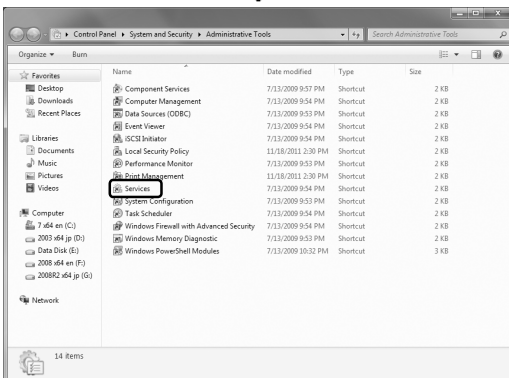 Control Panel ▸ System and Security ▸ Administrative Tools
Search Administrative Tools
Organize ▾ Burn
Name Date modified Type Size
Favorites
Desktop
Downloads
Recent Places
Libraries
Documents
Music
Pictures
Videos
Computer
7 x64 en (C:)
2003 x64 jp (D:)
Data Disk (E:)
2008 x64 en (F:)
2008R2 x64 jp (G:)
Network
Component Services 7/13/2009 9:57 PM Shortcut 2 KB
Computer Management 7/13/2009 9:54 PM Shortcut 2 KB
Data Sources (ODBC) 7/13/2009 9:53 PM Shortcut 2 KB
Event Viewer 7/13/2009 9:54 PM Shortcut 2 KB
iSCSI Initiator 7/13/2009 9:54 PM Shortcut 2 KB
Local Security Policy 11/18/2011 2:30 PM Shortcut 2 KB
Performance Monitor 7/13/2009 9:53 PM Shortcut 2 KB
Print Management 11/18/2011 2:30 PM Shortcut 2 KB
Services 7/13/2009 9:54 PM Shortcut 2 KB
System Configuration 7/13/2009 9:53 PM Shortcut 2 KB
Task Scheduler 7/13/2009 9:54 PM Shortcut 2 KB
Windows Firewall with Advanced Security 7/13/2009 9:54 PM Shortcut 2 KB
Windows Memory Diagnostic 7/13/2009 9:53 PM Shortcut 2 KB
Windows PowerShell Modules 7/13/2009 10:32 PM Shortcut 3 KB
14 items